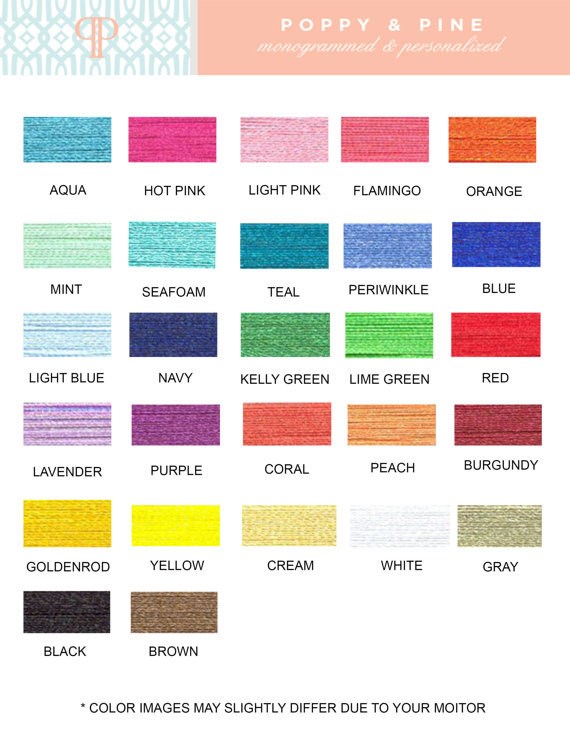 POPPY & PINE
monogrammed & personalized
AQUA HOT PINK LIGHT PINK FLAMINGO ORANGE
MINT SEAFOAM TEAL PERIWINKLE BLUE
LIGHT BLUE NAVY KELLY GREEN LIME GREEN RED
LAVENDER PURPLE CORAL PEACH BURGUNDY
GOLDENROD YELLOW CREAM WHITE GRAY
BLACK BROWN
* COLOR IMAGES MAY SLIGHTLY DIFFER DUE TO YOUR MOITOR